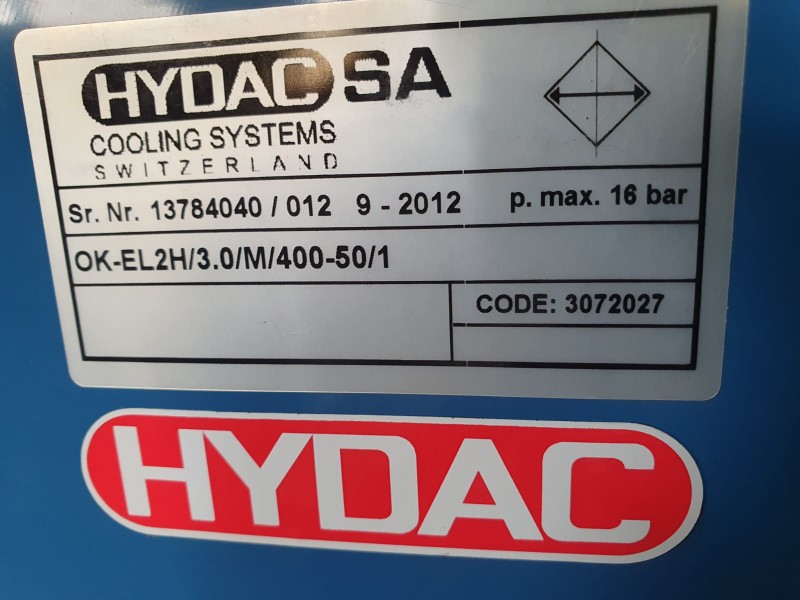 HYDAC SA
COOLING SYSTEMS
SWITZERLAND
Sr. Nr. 13784040 / 012 9 - 2012 p. max. 16 bar
OK-EL2H/3.0/M/400-50/1
CODE: 3072027
HYDAC